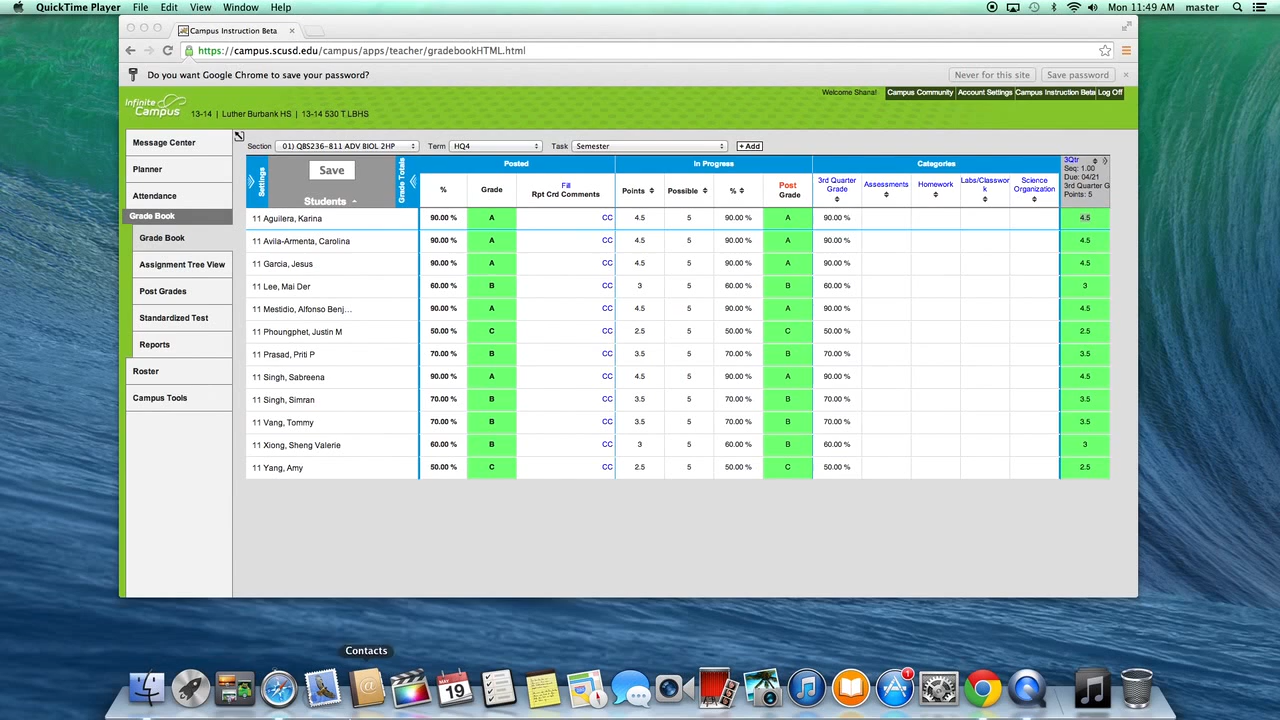 QuickTime Player File Edit View Window Help Mon 11:49 AM master
Campus Instruction Beta
https://campus.scusd.edu/campus/apps/teacher/gradebookHTML.html
Do you want Google Chrome to save your password? Never for this site Save password
Infinite Campus
13-14 | Luther Burbank HS | 13-14 530 T.LBHS
Welcome Shana! Campus Community Account Settings Campus Instruction Beta Log Off
Message Center
Planner
Attendance
Grade Book
Grade Book
Assignment Tree View
Post Grades
Standardized Test
Reports
Roster
Campus Tools
Section 01) QBS236-811 ADV BIOL 2HP Term HQ4 Task Semester +Add
Settings Save Students Grade Totals
Posted In Progress Categories
% Grade Fill Rpt Crd Comments Points Possible % Post Grade 3rd Quarter Grade Assessments Homework Labs/Classwork Science Organization
3Qtr
Seq: 1.00
Due: 04/21
3rd Quarter G
Points: 5
11 Aguilera, Karina 90.00 % A CC 4.5 5 90.00 % A 90.00 % 4.5
11 Avila-Armenta, Carolina 90.00 % A CC 4.5 5 90.00 % A 90.00 % 4.5
11 Garcia, Jesus 90.00 % A CC 4.5 5 90.00 % A 90.00 % 4.5
11 Lee, Mai Der 60.00 % B CC 3 5 60.00 % B 60.00 % 3
11 Mestidio, Alfonso Benj... 90.00 % A CC 4.5 5 90.00 % A 90.00 % 4.5
11 Phoungphet, Justin M 50.00 % C CC 2.5 5 50.00 % C 50.00 % 2.5
11 Prasad, Priti P 70.00 % B CC 3.5 5 70.00 % B 70.00 % 3.5
11 Singh, Sabreena 90.00 % A CC 4.5 5 90.00 % A 90.00 % 4.5
11 Singh, Simran 70.00 % B CC 3.5 5 70.00 % B 70.00 % 3.5
11 Vang, Tommy 70.00 % B CC 3.5 5 70.00 % B 70.00 % 3.5
11 Xiong, Sheng Valerie 60.00 % B CC 3 5 60.00 % B 60.00 % 3
11 Yang, Amy 50.00 % C CC 2.5 5 50.00 % C 50.00 % 2.5
Contacts
MAY
19
1